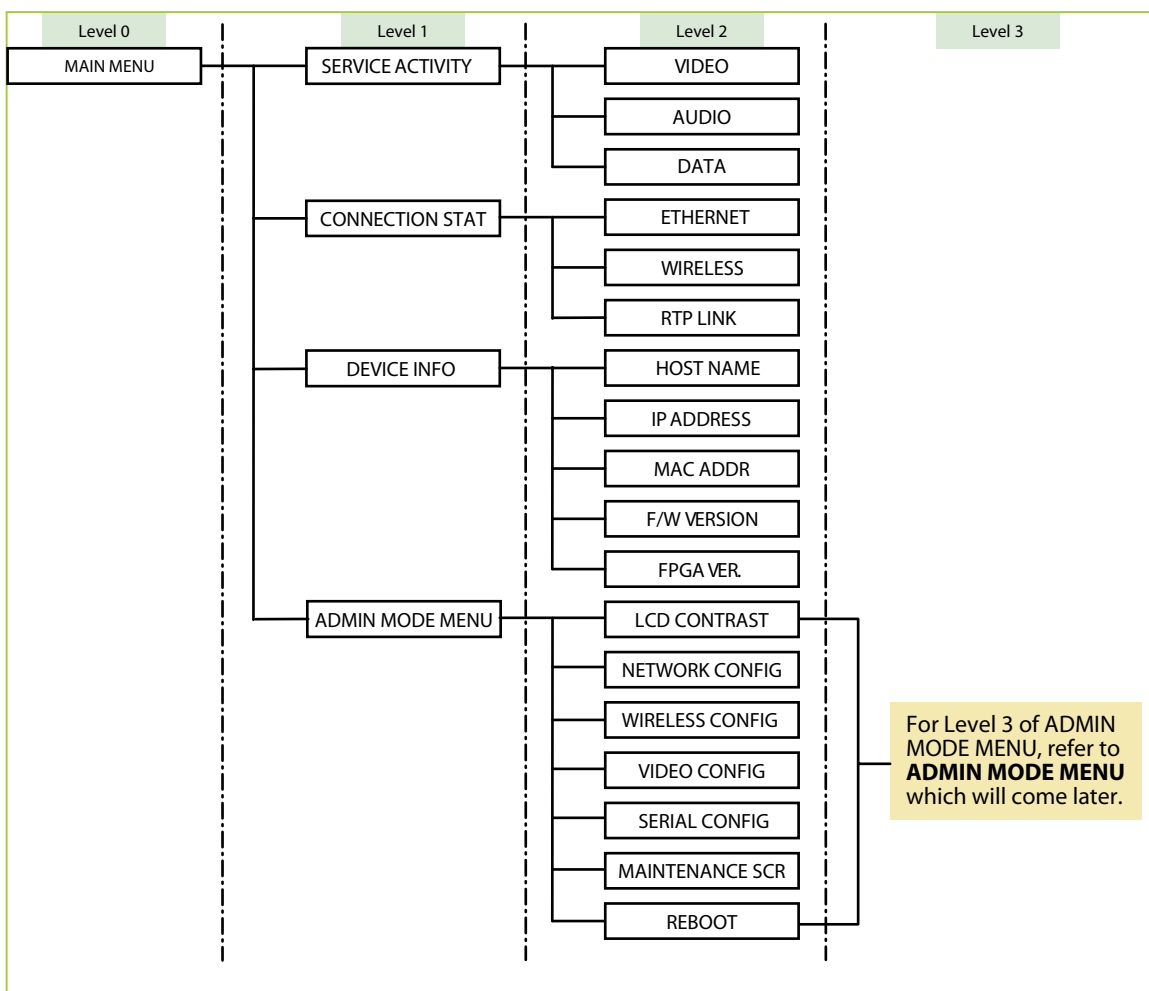 Level 0
Level 1
Level 2
Level 3
MAIN MENU
SERVICE ACTIVITY
VIDEO
AUDIO
DATA
CONNECTION STAT
ETHERNET
WIRELESS
RTP LINK
DEVICE INFO
HOST NAME
IP ADDRESS
MAC ADDR
F/W VERSION
FPGA VER.
ADMIN MODE MENU
LCD CONTRAST
NETWORK CONFIG
WIRELESS CONFIG
VIDEO CONFIG
SERIAL CONFIG
MAINTENANCE SCR
REBOOT
For Level 3 of ADMIN
MODE MENU, refer to
ADMIN MODE MENU
which will come later.